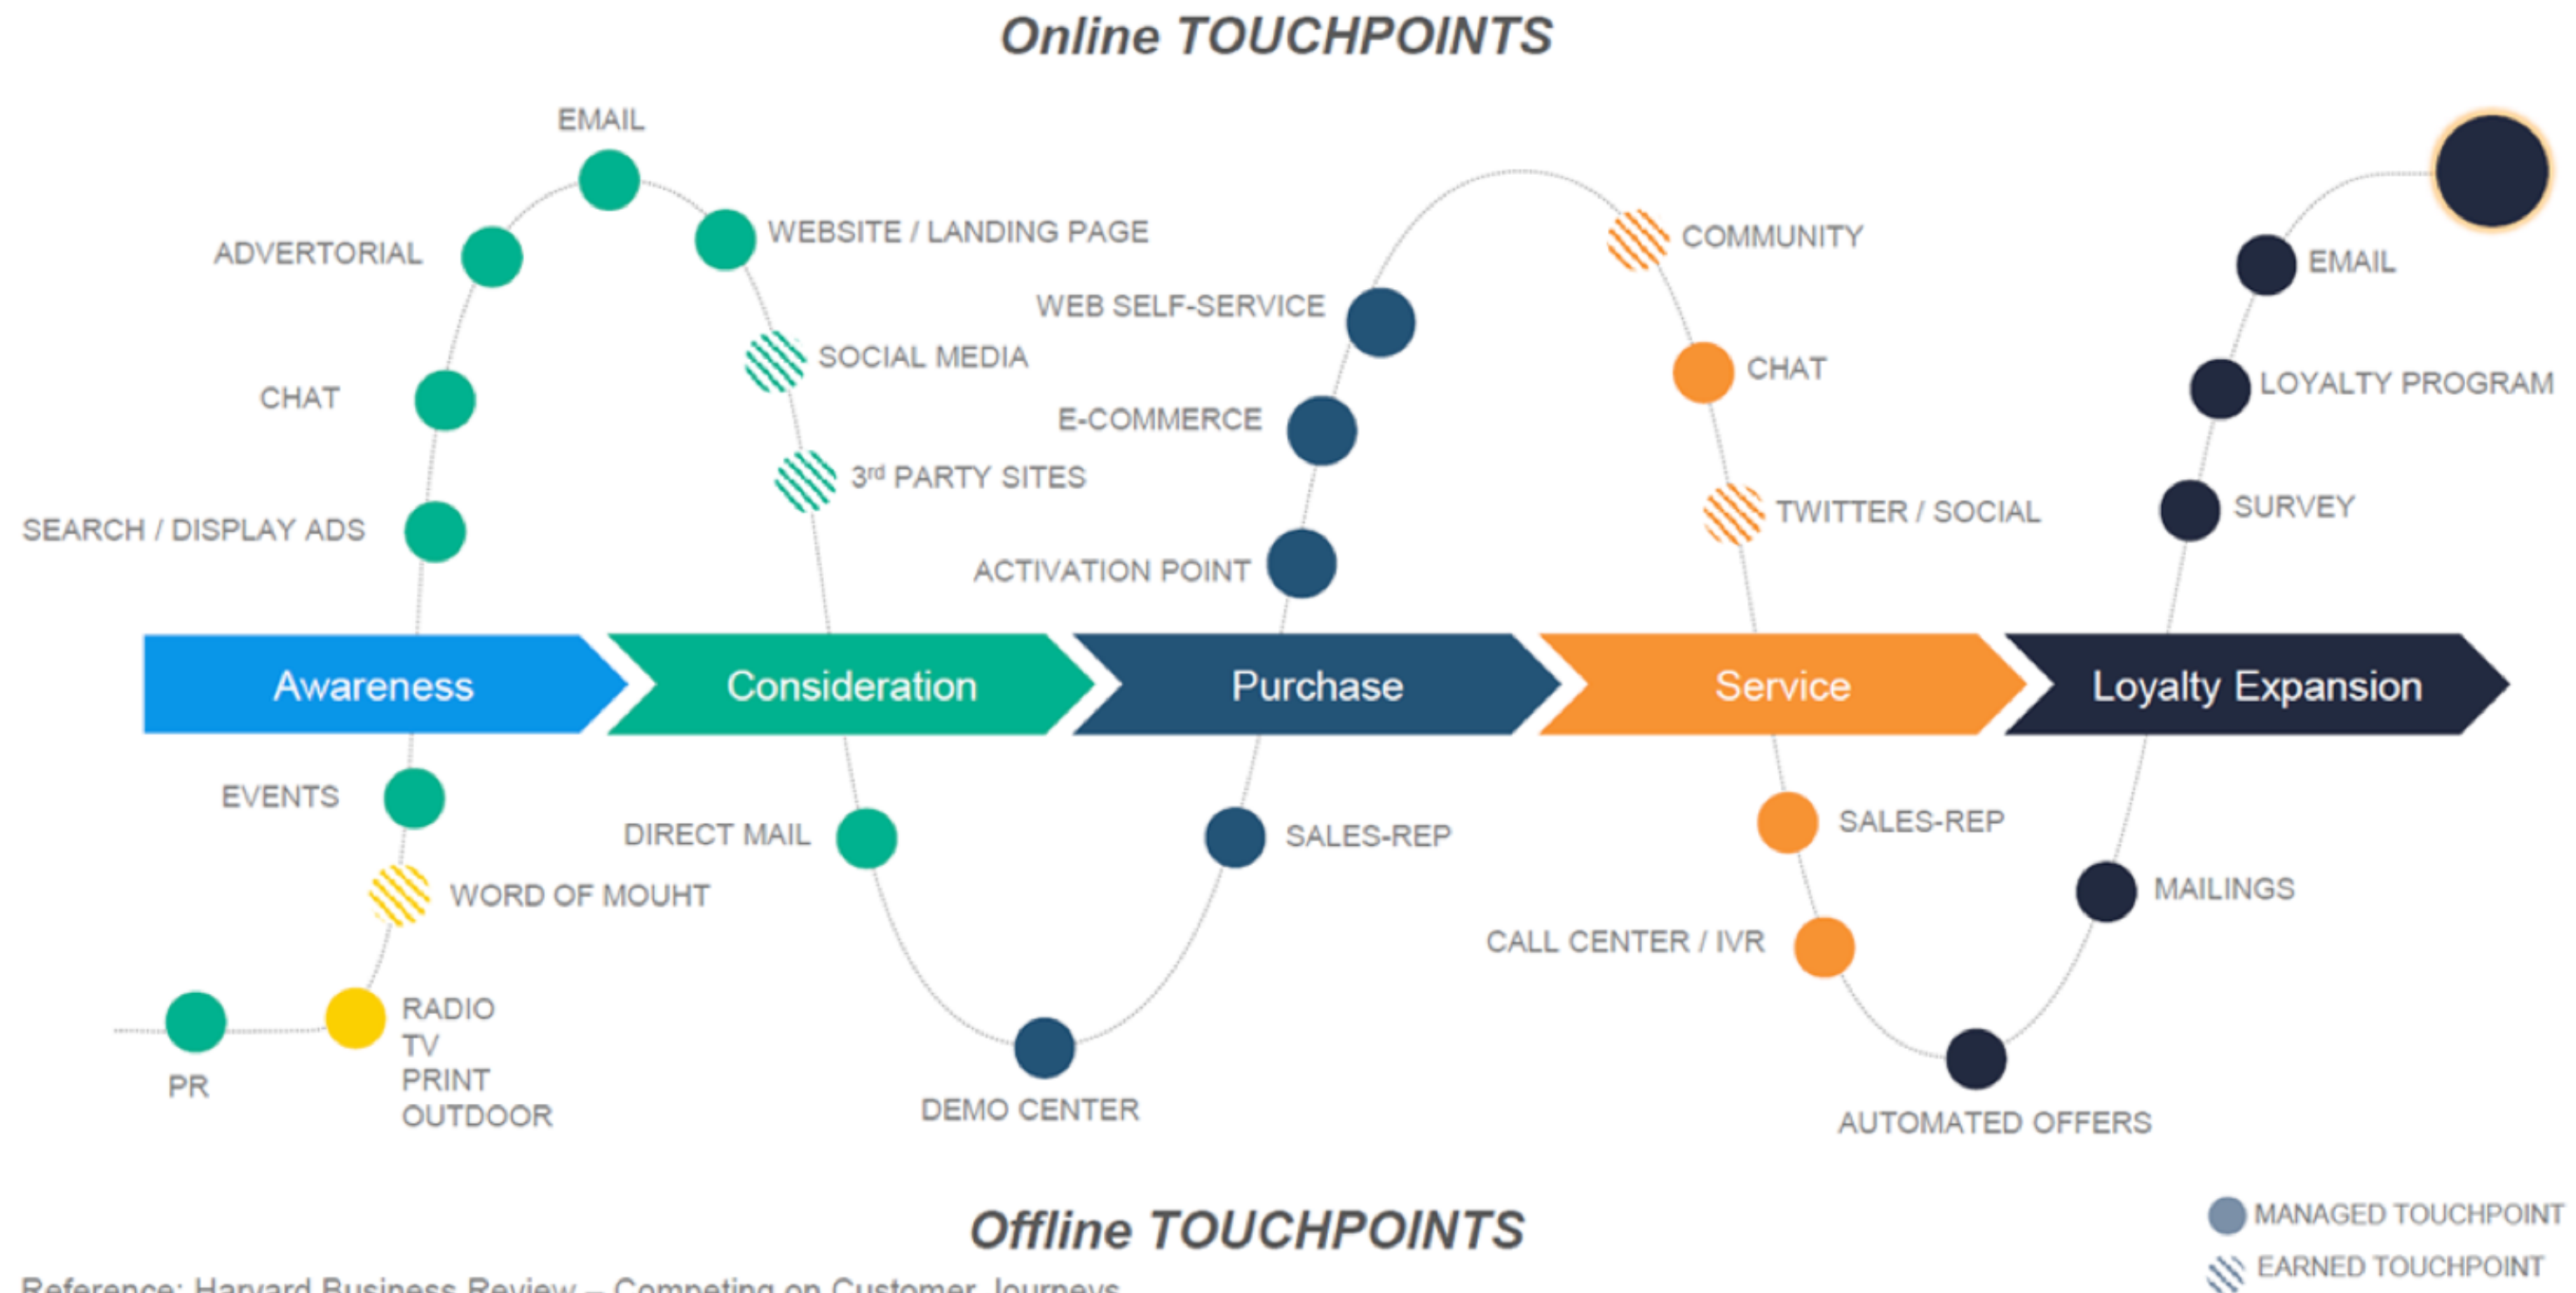 Online TOUCHPOINTS
EMAIL
ADVERTORIAL
WEBSITE / LANDING PAGE
CHAT
SOCIAL MEDIA
SEARCH / DISPLAY ADS
3rd PARTY SITES
WEB SELF-SERVICE
E-COMMERCE
ACTIVATION POINT
COMMUNITY
CHAT
TWITTER / SOCIAL
EMAIL
LOYALTY PROGRAM
SURVEY
Awareness
Consideration
Purchase
Service
Loyalty Expansion
EVENTS
WORD OF MOUHT
PR
RADIO
TV
PRINT
OUTDOOR
DIRECT MAIL
DEMO CENTER
SALES-REP
SALES-REP
CALL CENTER / IVR
AUTOMATED OFFERS
MAILINGS
Offline TOUCHPOINTS
MANAGED TOUCHPOINT
EARNED TOUCHPOINT
Reference: Harvard Business Review – Competing on Customer Journeys